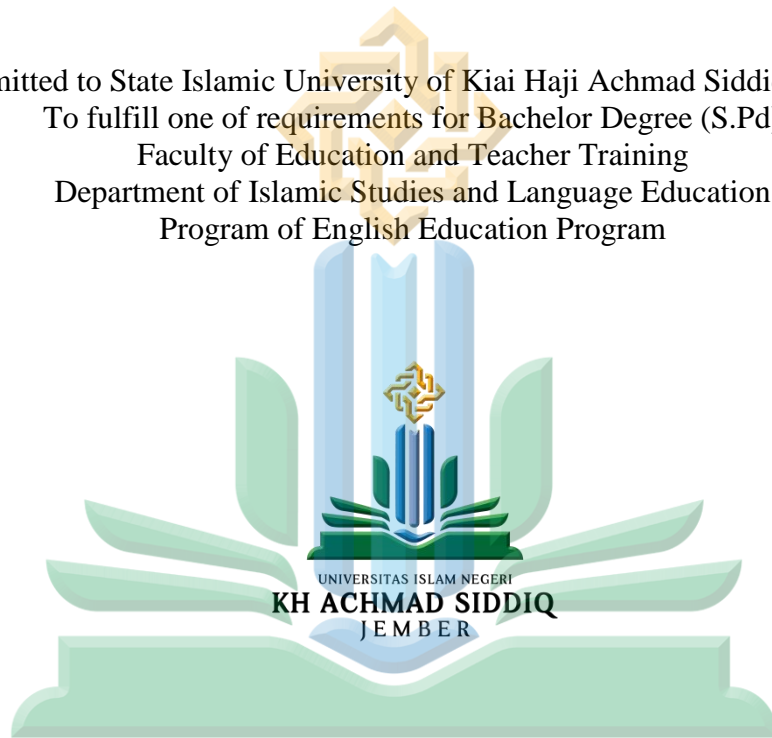 mitted to State Islamic University of Kiai Haji Achmad Siddi
To fulfill one of requirements for Bachelor Degree (S.Pd
Faculty of Education and Teacher Training
Department of Islamic Studies and Language Education
Program of English Education Program
UNIVERSITAS ISLAM NEGERI
KH ACHMAD SIDDIQ
JEMBER